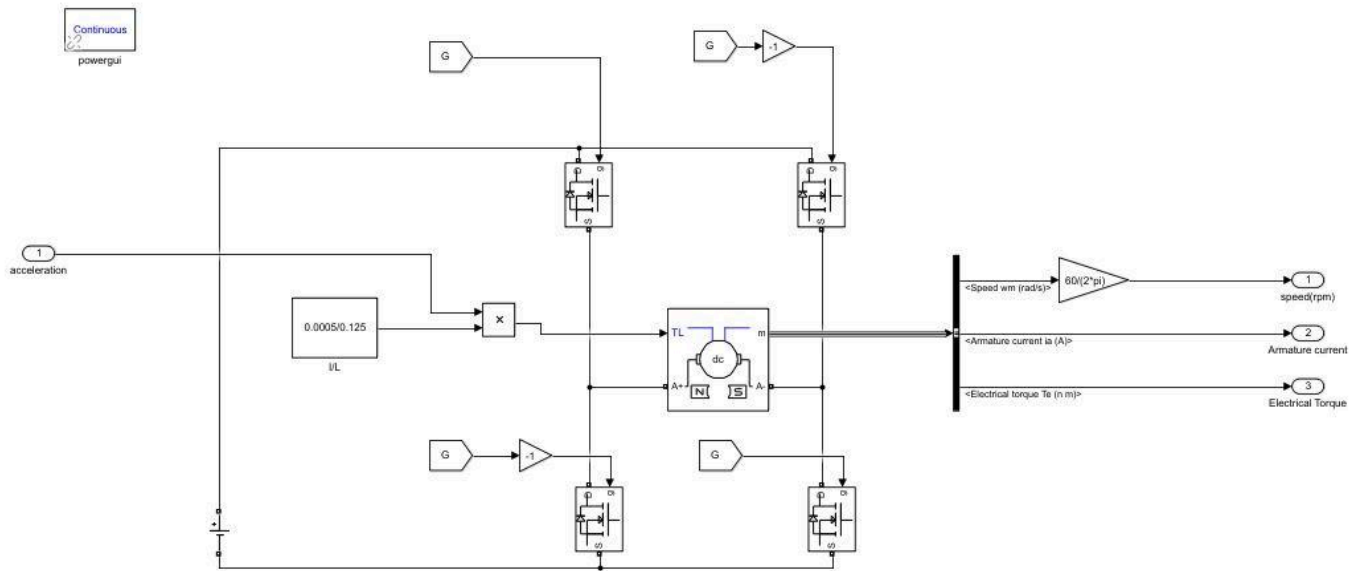 Continuous
powergui
G
G
-1
g
D
S
g
D
S
1
acceleration
0.0005/0.125
I/L
×
TL
m
dc
A+
A-
N
S
<Speed wm (rad/s)>
60/(2*pi)
1
speed(rpm)
<Armature current ia (A)>
2
Armature current
<Electrical torque Te (n m)>
3
Electrical Torque
G
-1
G
g
D
S
g
D
S
+